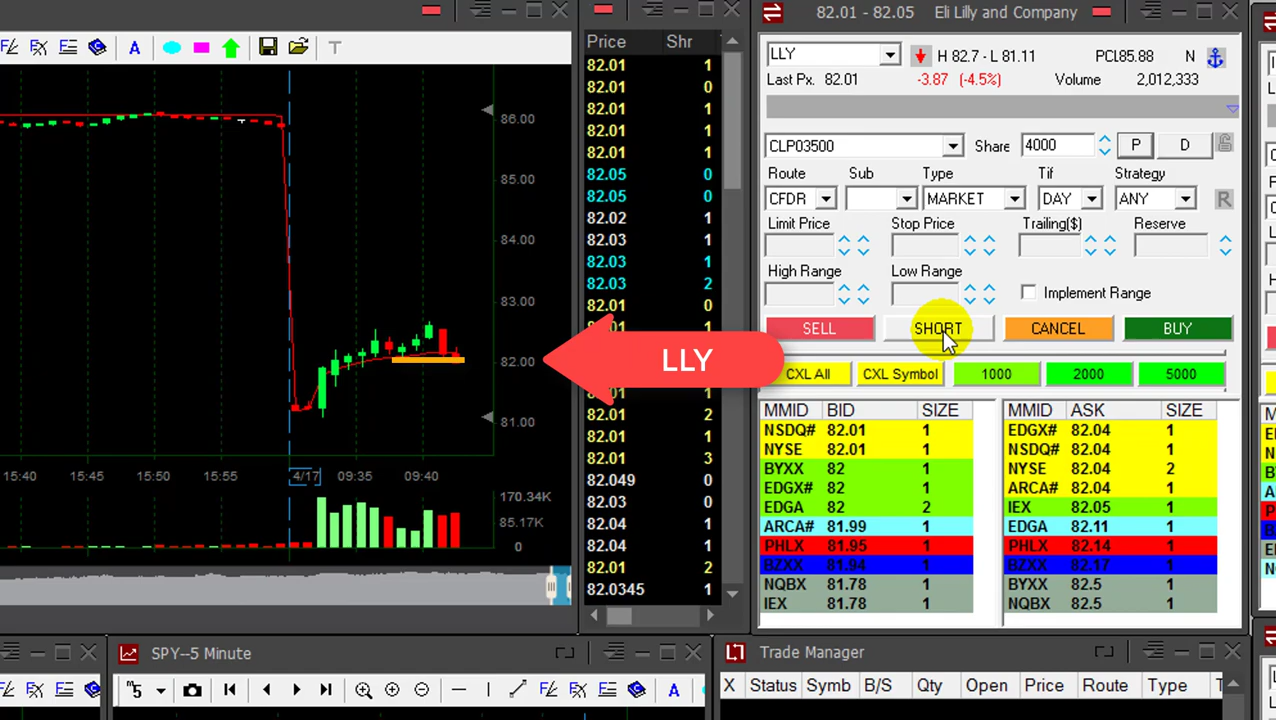 82.01 - 82.05 Eli Lilly and Company
A T
86.00
85.00
84.00
83.00
82.00
81.00
15:40 15:45 15:50 15:55 4/17 09:35 09:40
170.34K
85.17K
0
Price Shr
82.01 1
82.01 0
82.01 1
82.01 1
82.01 1
82.05 0
82.05 0
82.02 1
82.03 1
82.03 1
82.03 2
82.01 0
82.01 1
82.01 2
82.01 1
82.01 3
82.049 0
82.03 0
82.04 1
82.04 1
82.01 2
82.0345 1
LLY
LLY H 82.7 - L 81.11 PCL85.88 N
Last Px. 82.01 -3.87 (-4.5%) Volume 2,012,333
CLP03500 Share 4000 P D
Route Sub Type Tif Strategy
CFDR MARKET DAY ANY R
Limit Price Stop Price Trailing($) Reserve
High Range Low Range
Implement Range
SELL SHORT CANCEL BUY
CXL All CXL Symbol 1000 2000 5000
MMID BID SIZE MMID ASK SIZE
NSDQ# 82.01 1 EDGX# 82.04 1
NYSE 82.01 1 NSDQ# 82.04 1
BYXX 82 1 NYSE 82.04 2
EDGX# 82 1 ARCA# 82.04 1
EDGA 82 2 IEX 82.05 1
ARCA# 81.99 1 EDGA 82.11 1
PHLX 81.95 1 PHLX 82.14 1
BZXX 81.94 1 BZXX 82.17 1
NQBX 81.78 1 BYXX 82.5 1
IEX 81.78 1 NQBX 82.5 1
SPY--5 Minute
5 A
Trade Manager
X Status Symb B/S Qty Open Price Route Type